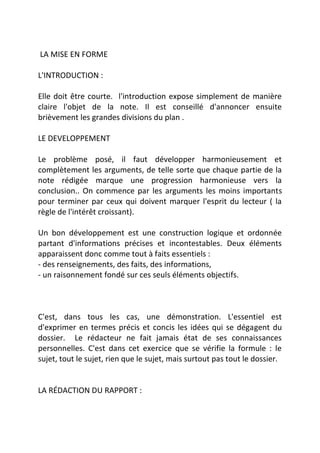 LA MISE EN FORME
L'INTRODUCTION :
Elle doit être courte. l'introduction expose simplement de manière
claire l'objet de la note. Il est conseillé d'annoncer ensuite
brièvement les grandes divisions du plan .
LE DEVELOPPEMENT
Le problème posé, il faut développer harmonieusement et
complètement les arguments, de telle sorte que chaque partie de la
note rédigée marque une progression harmonieuse vers la
conclusion.. On commence par les arguments les moins importants
pour terminer par ceux qui doivent marquer l'esprit du lecteur ( la
règle de l'intérêt croissant).
Un bon développement est une construction logique et ordonnée
partant d'informations précises et incontestables. Deux éléments
apparaissent donc comme tout à faits essentiels :
- des renseignements, des faits, des informations,
- un raisonnement fondé sur ces seuls éléments objectifs.
C'est, dans tous les cas, une démonstration. L'essentiel est
d'exprimer en termes précis et concis les idées qui se dégagent du
dossier. Le rédacteur ne fait jamais état de ses connaissances
personnelles. C'est dans cet exercice que se vérifie la formule : le
sujet, tout le sujet, rien que le sujet, mais surtout pas tout le dossier.
LA RÉDACTION DU RAPPORT :